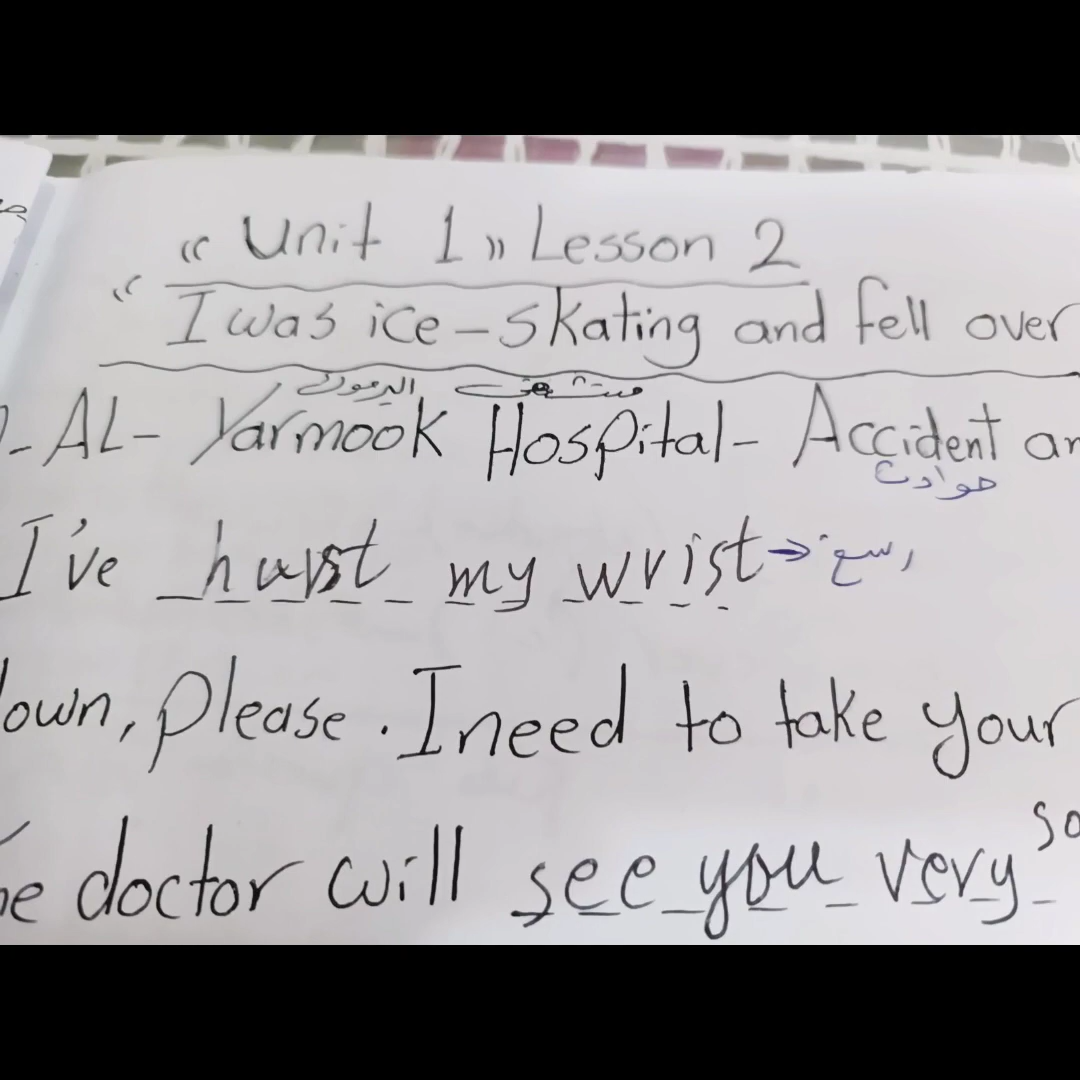 « Unit 1 » Lesson 2
“ I was ice-skating and fell over
مستشفى اليرموك
-AL-Yarmook Hospital-Accident an
حوادث
I've hurst my wrist → رسغ
own, please. I need to take your
so
he doctor will see you very